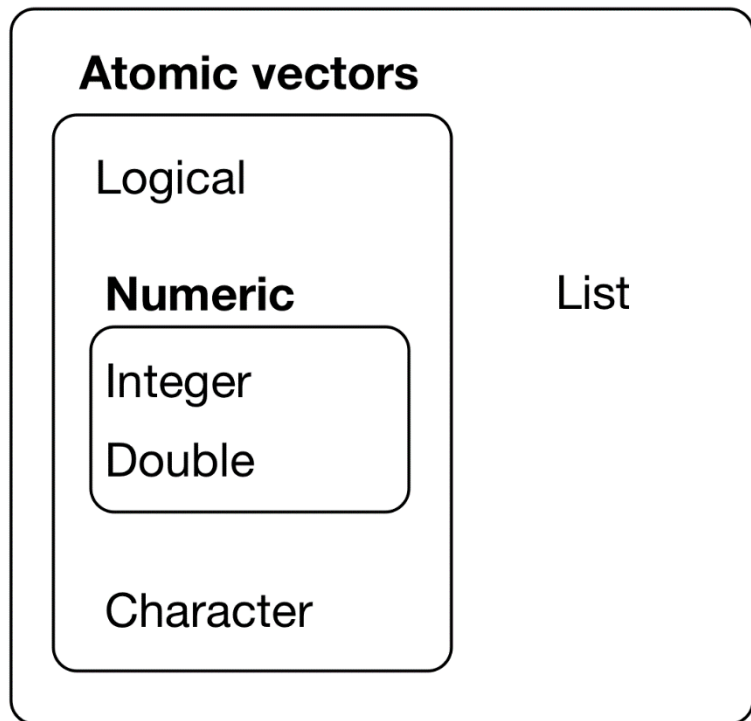 Atomic vectors
Logical
Numeric
Integer
Double
Character
List